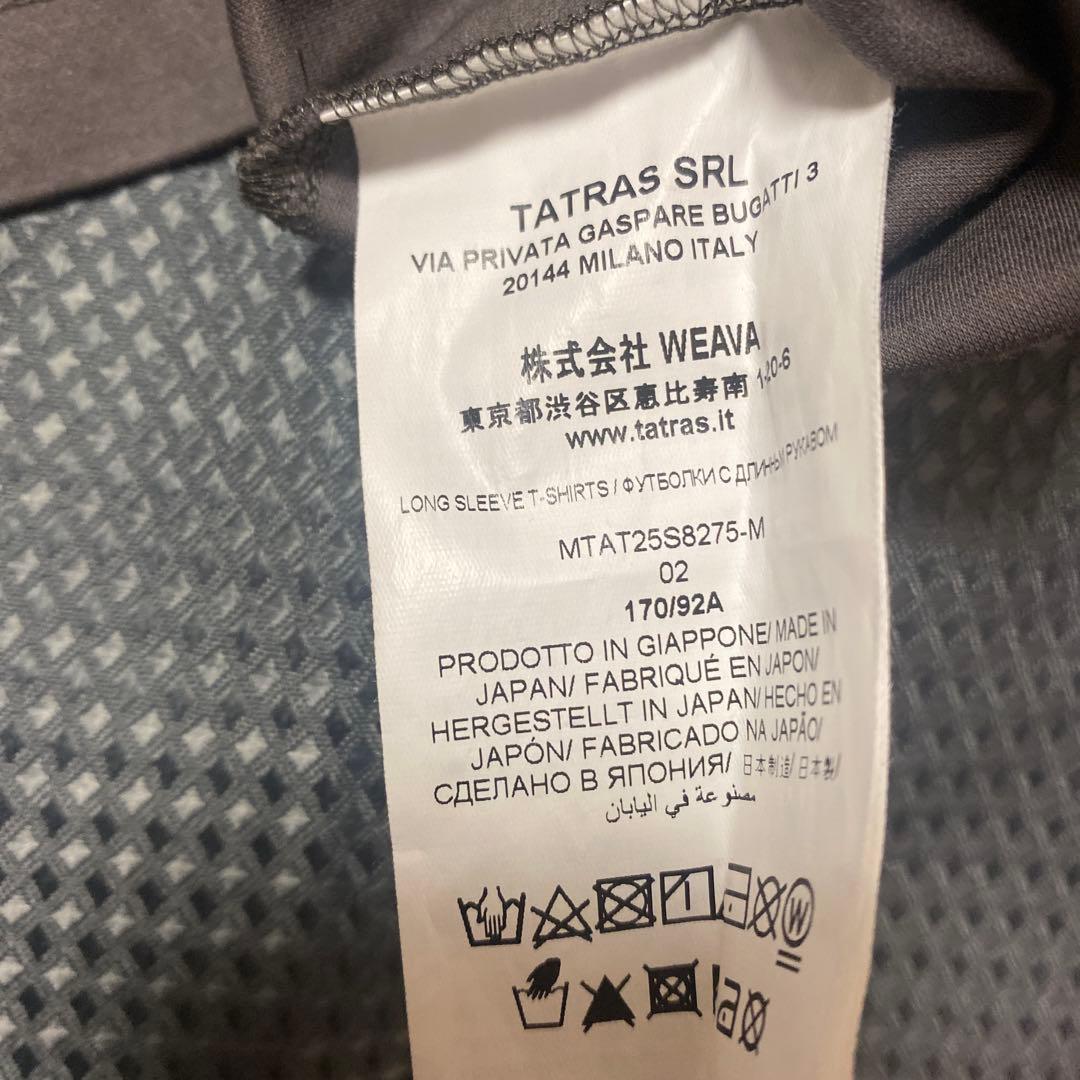 TATRAS SRL
VIA PRIVATA GASPARE BUGATTI 3
20144 MILANO ITALY
株式会社 WEAVA
東京都渋谷区恵比寿南 1-20-6
www.tatras.it
LONG SLEEVE T-SHIRTS / ФУТБОЛКИ С ДЛИННЫМ РУКАВОМ
MTAT25S8275-M
02
170/92A
PRODOTTO IN GIAPPONE/ MADE IN
JAPAN/ FABRIQUÉ EN JAPON/
HERGESTELLT IN JAPAN/ HECHO EN
JAPÓN/ FABRICADO NA JAPÃO/
СДЕЛАНО В ЯПОНИЯ/ 日本制造/ 日本製/
مصنوعة في اليابان
W